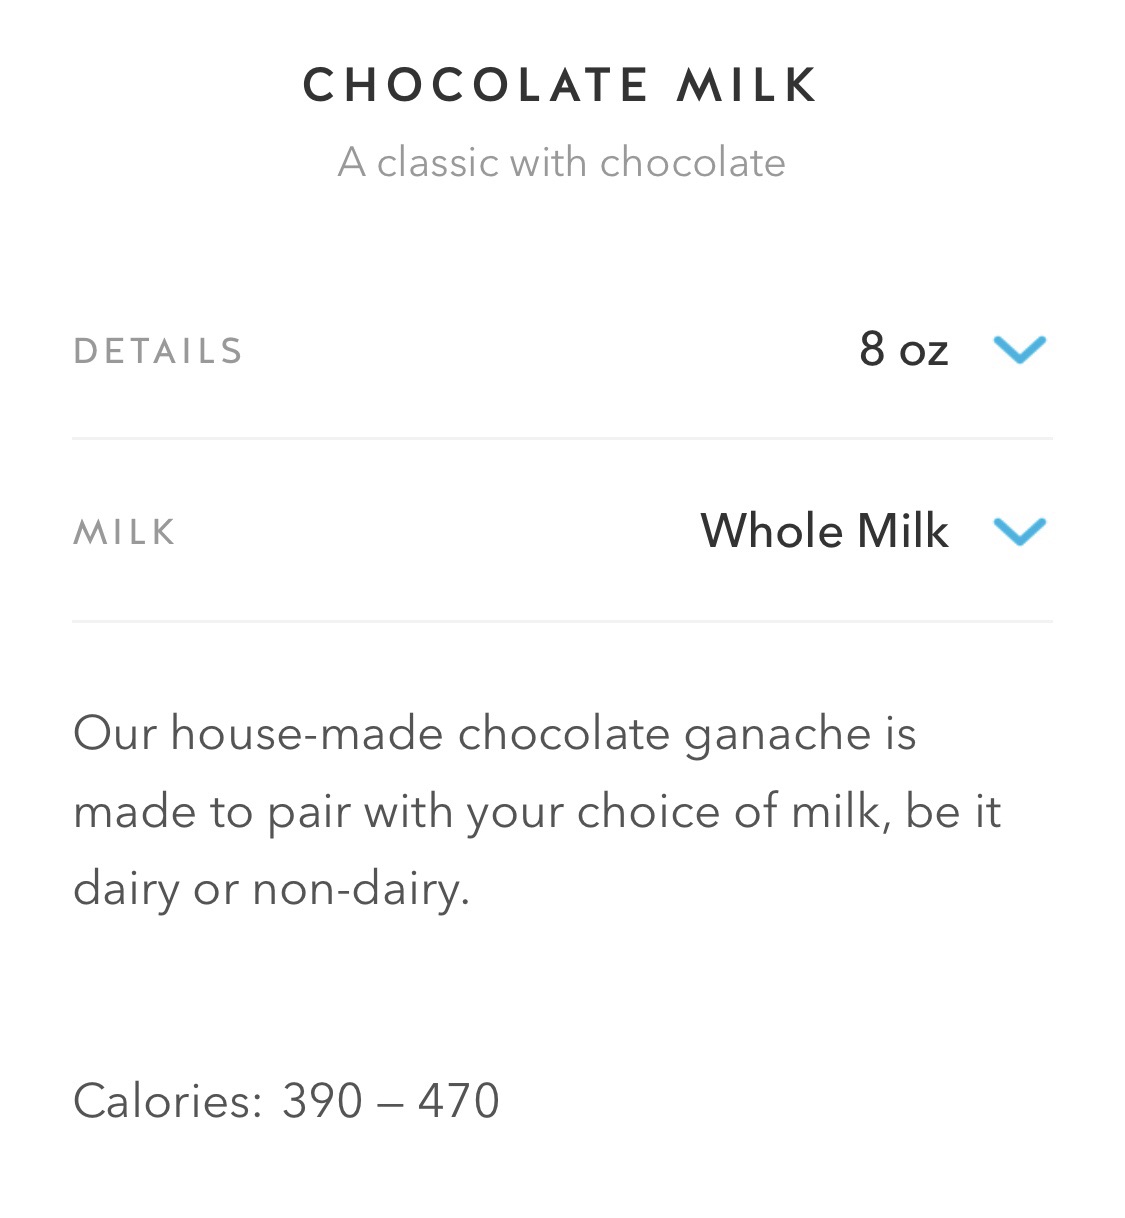 CHOCOLATE MILK
A classic with chocolate
DETAILS 8 oz
MILK Whole Milk
Our house-made chocolate ganache is
made to pair with your choice of milk, be it
dairy or non-dairy.
Calories: 390 – 470